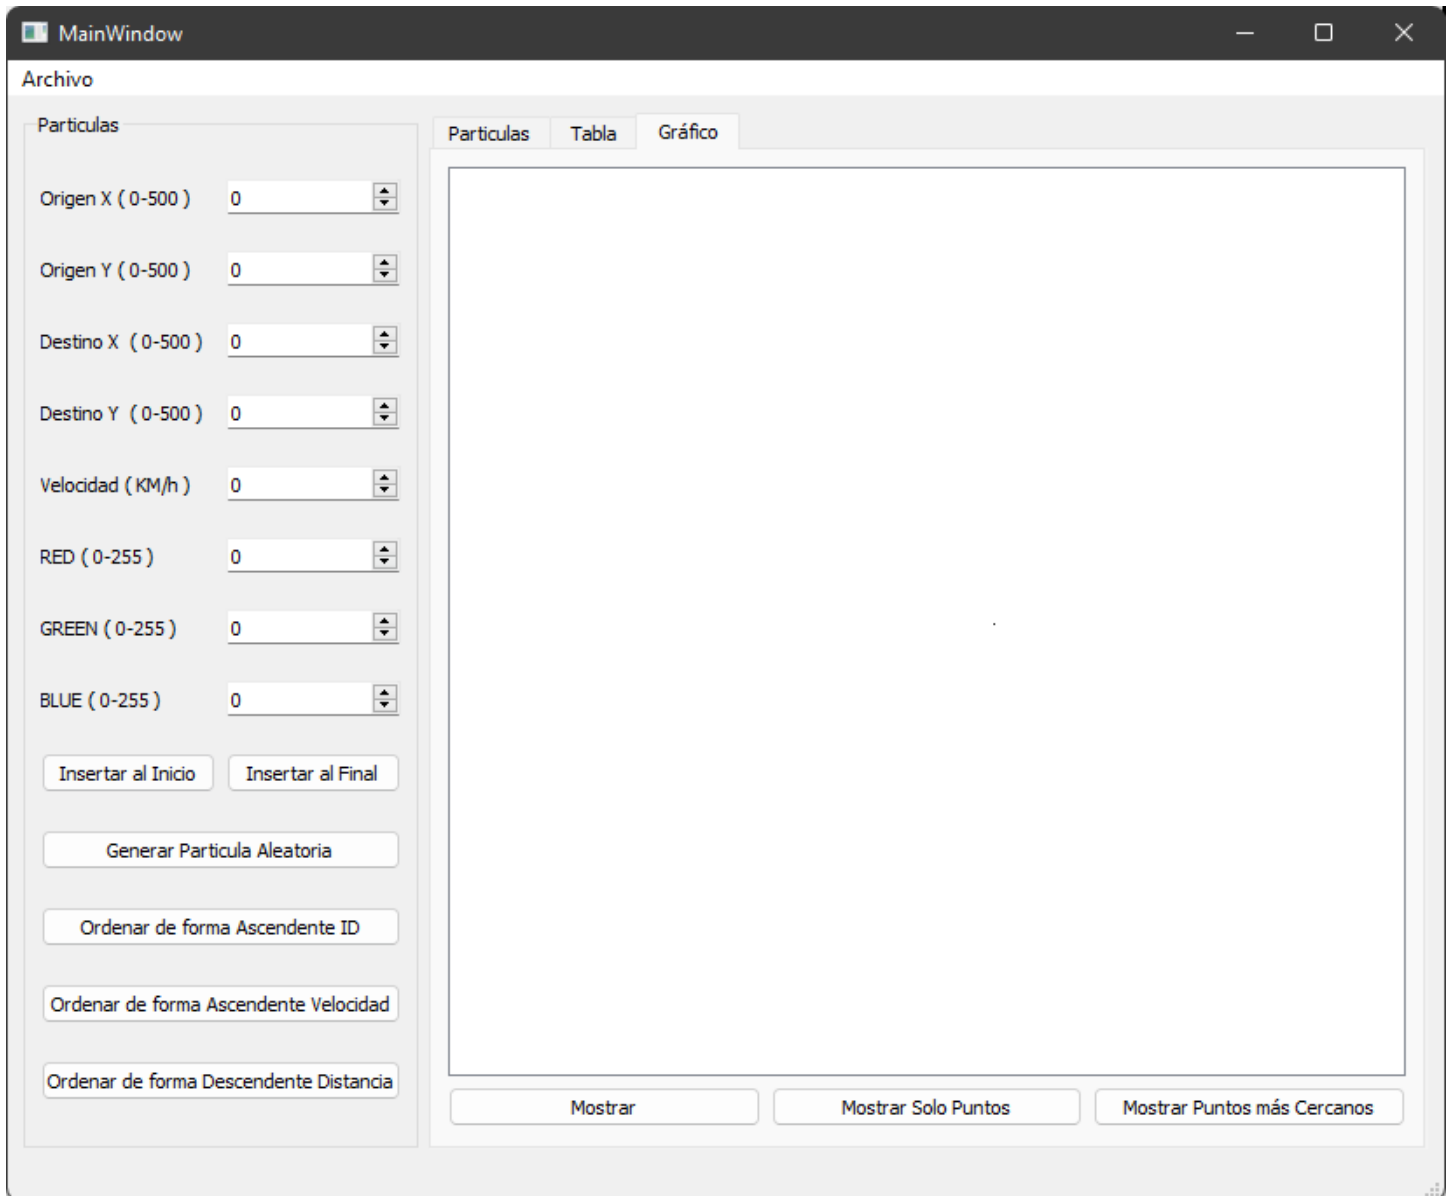 MainWindow
Archivo
Particulas
Origen X ( 0-500 ) 0
Origen Y ( 0-500 ) 0
Destino X  ( 0-500 ) 0
Destino Y  ( 0-500 ) 0
Velocidad ( KM/h ) 0
RED ( 0-255 ) 0
GREEN ( 0-255 ) 0
BLUE ( 0-255 ) 0
Insertar al Inicio Insertar al Final
Generar Particula Aleatoria
Ordenar de forma Ascendente ID
Ordenar de forma Ascendente Velocidad
Ordenar de forma Descendente Distancia
Particulas Tabla Gráfico
Mostrar Mostrar Solo Puntos Mostrar Puntos más Cercanos